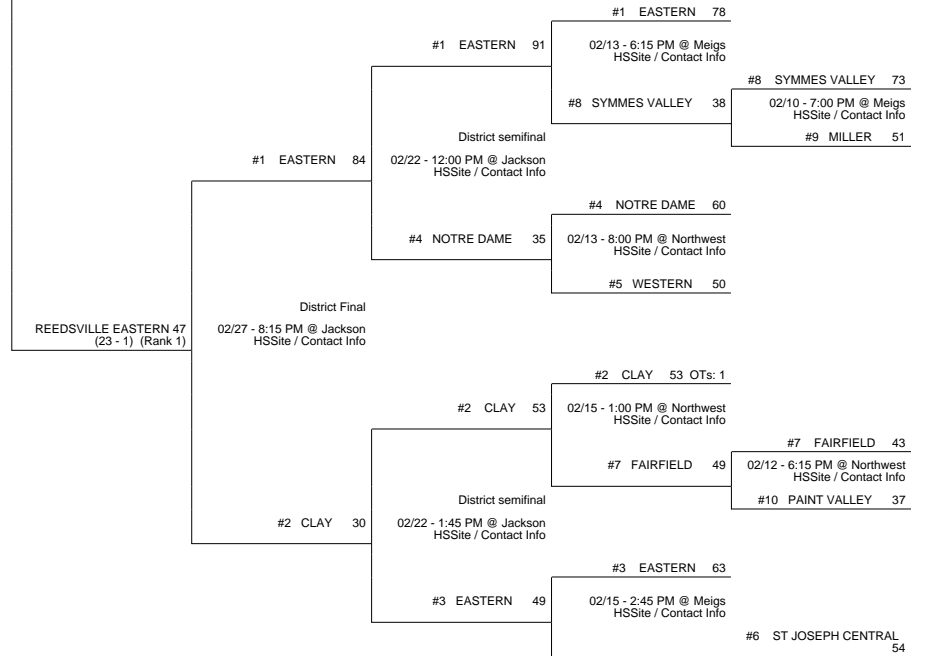 #1 EASTERN 78
#1 EASTERN 91
02/13 - 6:15 PM @ Meigs
HSSite / Contact Info
#8 SYMMES VALLEY 73
#8 SYMMES VALLEY 38
02/10 - 7:00 PM @ Meigs
HSSite / Contact Info
District semifinal
#9 MILLER 51
#1 EASTERN 84
02/22 - 12:00 PM @ Jackson
HSSite / Contact Info
#4 NOTRE DAME 60
#4 NOTRE DAME 35
02/13 - 8:00 PM @ Northwest
HSSite / Contact Info
#5 WESTERN 50
District Final
REEDSVILLE EASTERN 47
(23 - 1) (Rank 1)
02/27 - 8:15 PM @ Jackson
HSSite / Contact Info
#2 CLAY 53 OTs: 1
#2 CLAY 53
02/15 - 1:00 PM @ Northwest
HSSite / Contact Info
#7 FAIRFIELD 43
#7 FAIRFIELD 49
02/12 - 6:15 PM @ Northwest
HSSite / Contact Info
District semifinal
#10 PAINT VALLEY 37
#2 CLAY 30
02/22 - 1:45 PM @ Jackson
HSSite / Contact Info
#3 EASTERN 63
#3 EASTERN 49
02/15 - 2:45 PM @ Meigs
HSSite / Contact Info
#6 ST JOSEPH CENTRAL
54